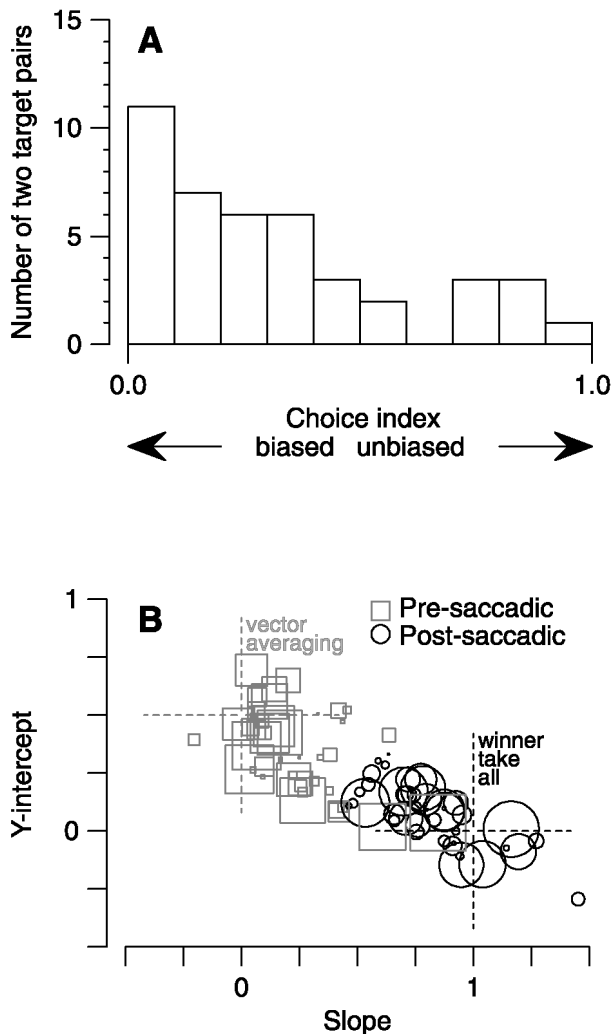 A
15
10
5
0
Number of two target pairs
0.0
1.0
Choice index
biased unbiased
B
1
0
Y-intercept
vector
averaging
Pre-saccadic
Post-saccadic
winner
take
all
0
1
Slope